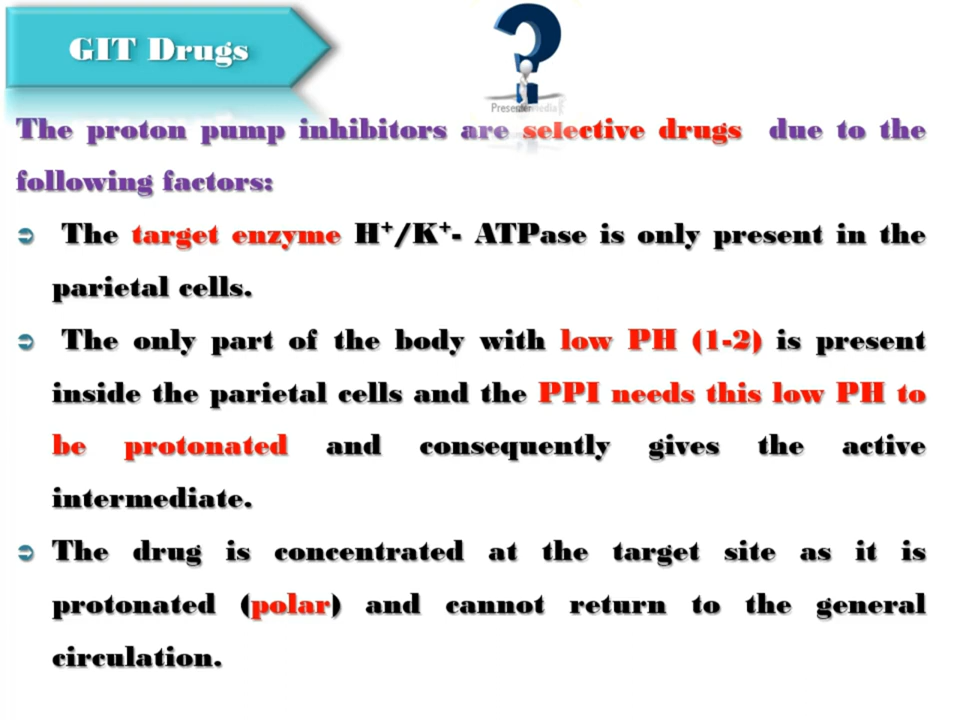 GIT Drugs
PresenterMedia
The proton pump inhibitors are selective drugs due to the
following factors:
➲ The target enzyme H⁺/K⁺- ATPase is only present in the
parietal cells.
➲ The only part of the body with low PH (1-2) is present
inside the parietal cells and the PPI needs this low PH to
be protonated and consequently gives the active
intermediate.
➲ The drug is concentrated at the target site as it is
protonated (polar) and cannot return to the general
circulation.